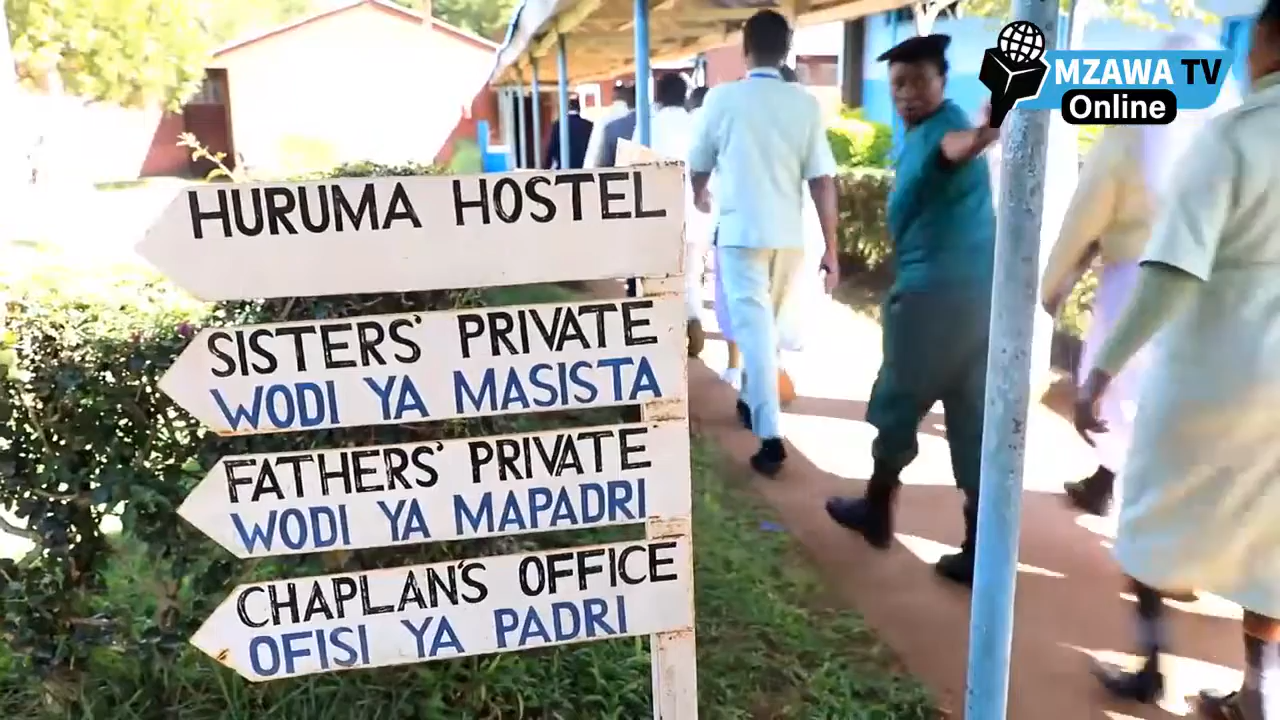 MZAWA TV
Online
HURUMA HOSTEL
SISTERS' PRIVATE
WODI YA MASISTA
FATHERS' PRIVATE
WODI YA MAPADRI
CHAPLAN'S OFFICE
OFISI YA PADRI